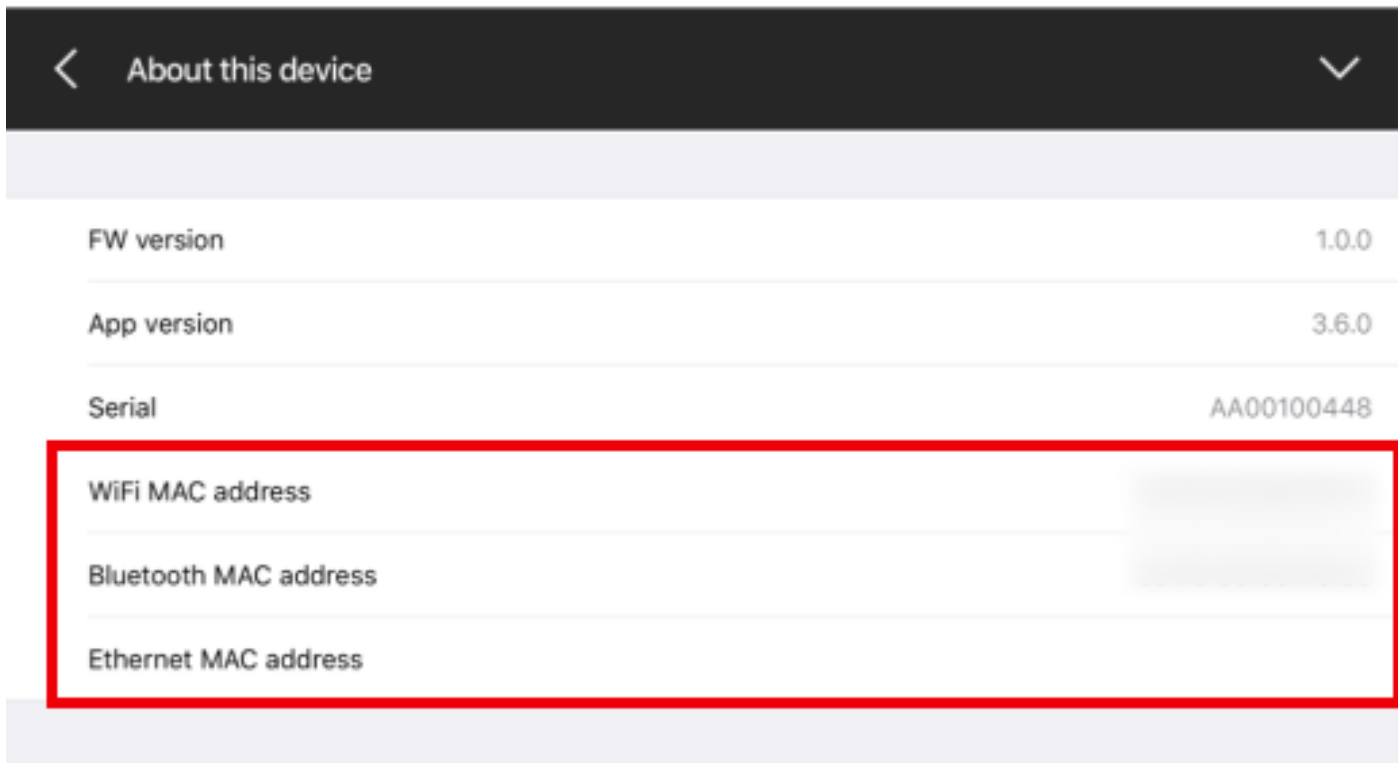 About this device
FW version 1.0.0
App version 3.6.0
Serial AA00100448
WiFi MAC address
Bluetooth MAC address
Ethernet MAC address